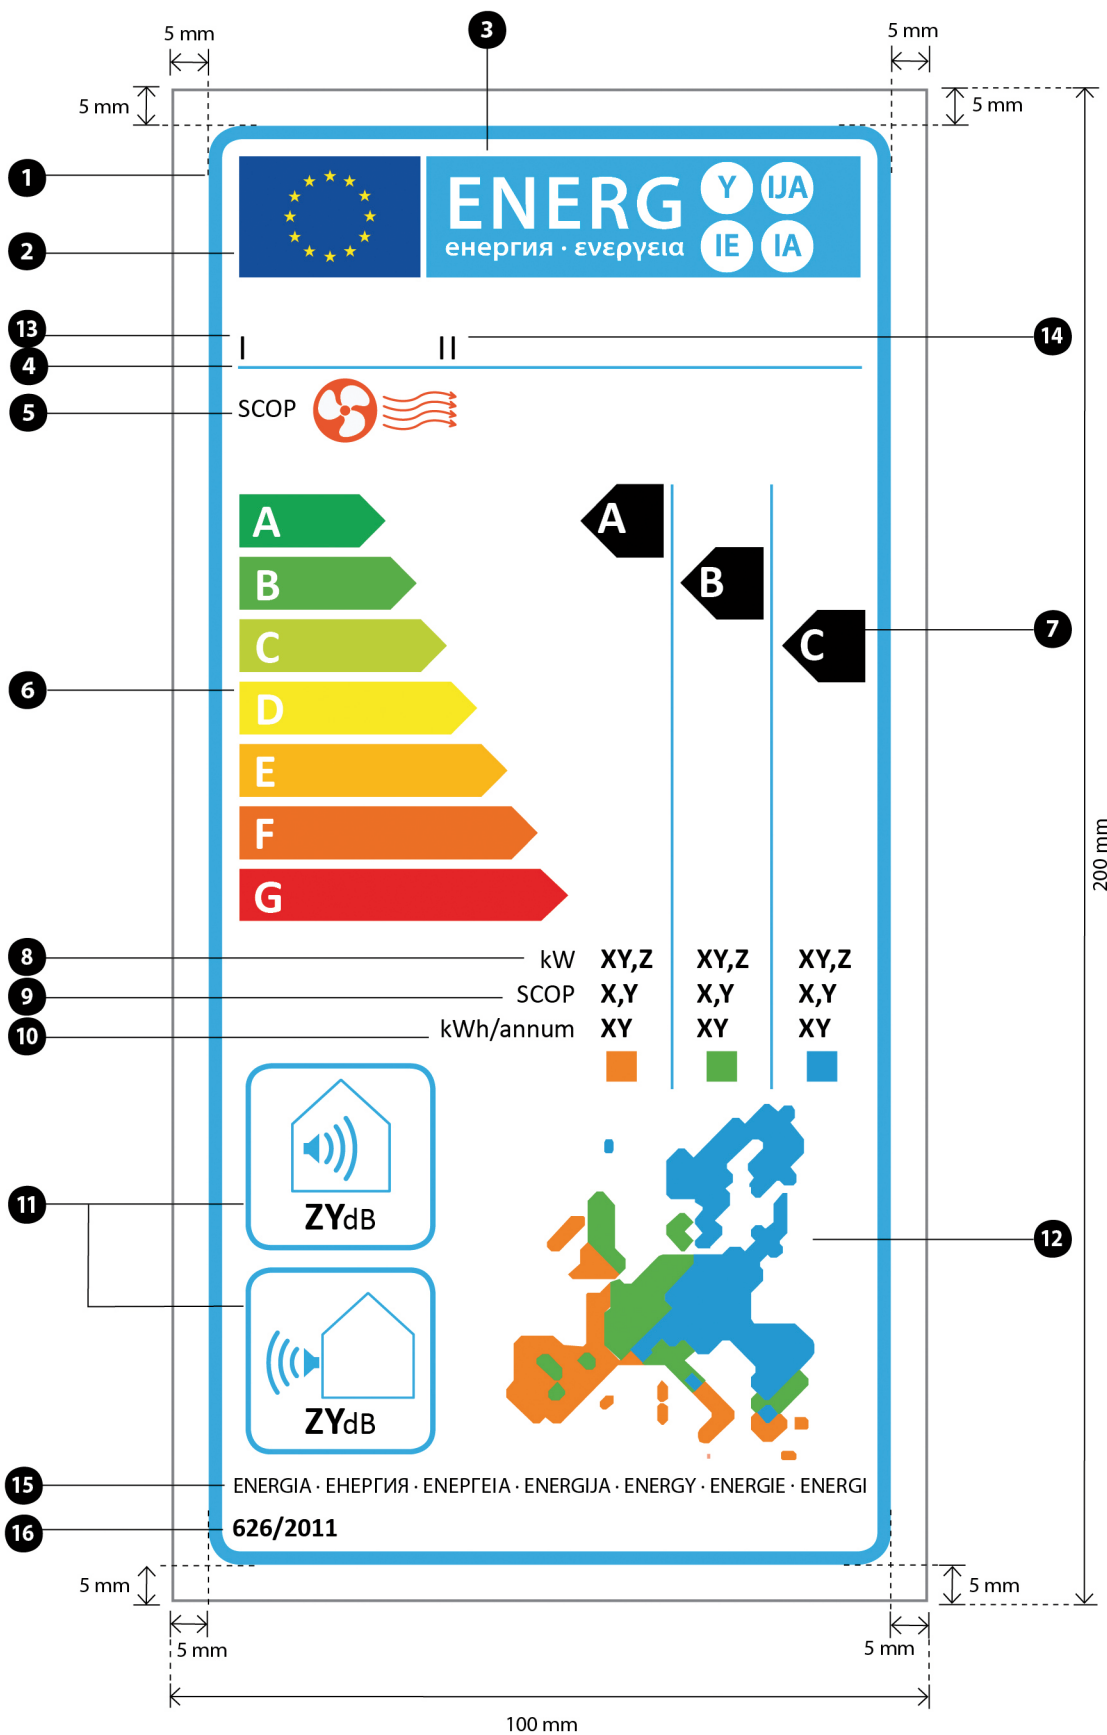 3
5 mm
5 mm
5 mm
5 mm
1
ENERG
Y
IJA
енергия · ενεργεια
IE
IA
2
13
I
II
14
4
5
SCOP
A
A
B
B
C
C
7
6
D
E
F
G
200 mm
8
kW
XY,Z
XY,Z
XY,Z
9
SCOP
X,Y
X,Y
X,Y
10
kWh/annum
XY
XY
XY
11
ZYdB
12
ZYdB
15
ENERGIA · ЕНЕРГИЯ · ΕΝΕΡΓΕΙΑ · ENERGIJA · ENERGY · ENERGIE · ENERGI
16
626/2011
5 mm
5 mm
5 mm
5 mm
100 mm